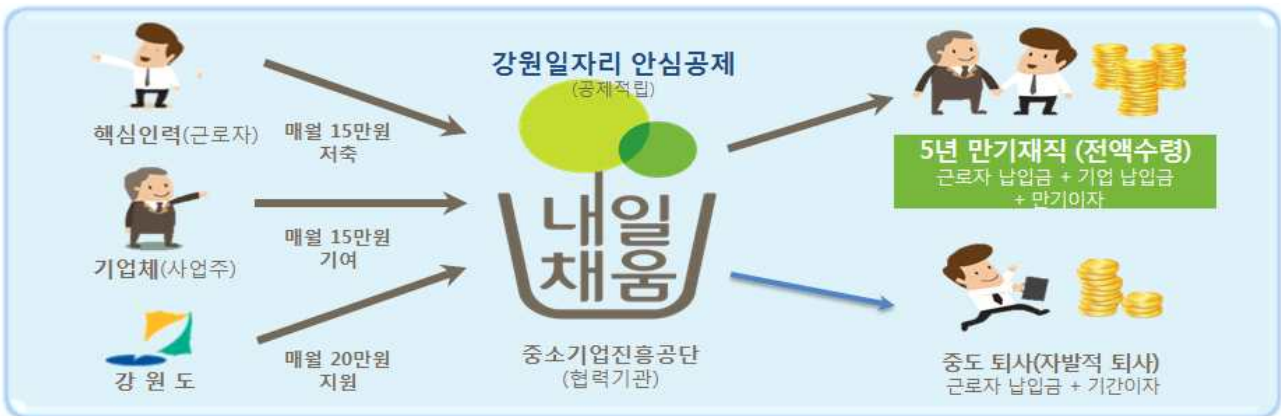 핵심인력(근로자)
매월 15만원
저축
기업체(사업주)
매월 15만원
기여
강 원 도
매월 20만원
지원
강원일자리 안심공제
(공제적립)
내일
채움
중소기업진흥공단
(협력기관)
5년 만기재직 (전액수령)
근로자 납입금 + 기업 납입금
+ 만기이자
중도 퇴사(자발적 퇴사)
근로자 납입금 + 기간이자